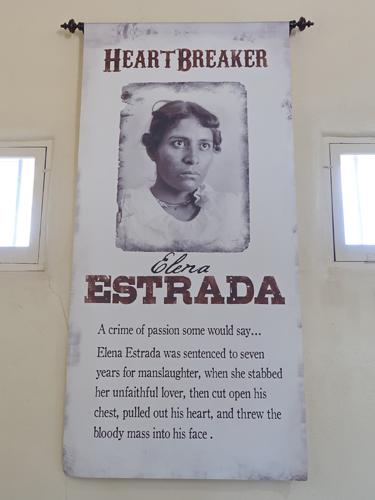 HEARTBREAKER
Elena
ESTRADA
A crime of passion some would say...
Elena Estrada was sentenced to seven
years for manslaughter, when she stabbed
her unfaithful lover, then cut open his
chest, pulled out his heart, and threw the
bloody mass into his face .